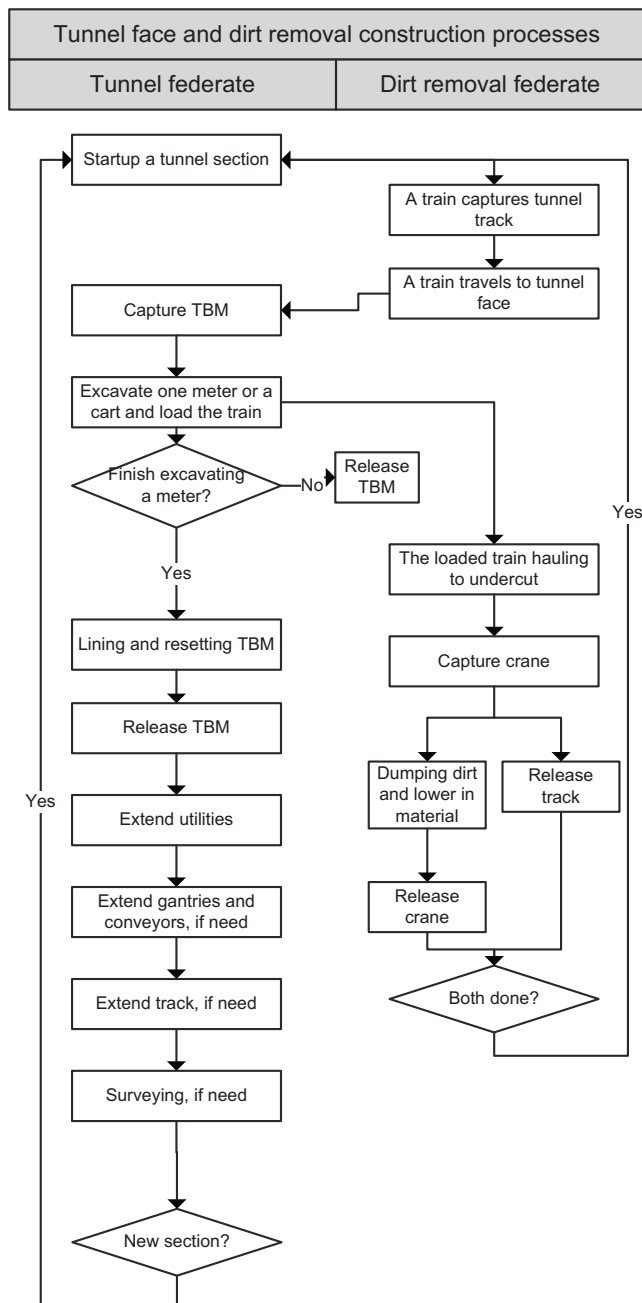 Tunnel face and dirt removal construction processes
Tunnel federate
Dirt removal federate
Startup a tunnel section
A train captures tunnel
track
A train travels to tunnel
face
Capture TBM
Excavate one meter or a
cart and load the train
Finish excavating
a meter?
No
Release
TBM
Yes
Yes
The loaded train hauling
to undercut
Lining and resetting TBM
Capture crane
Release TBM
Dumping dirt
and lower in
material
Release
track
Yes
Extend utilities
Extend gantries and
conveyors, if need
Release
crane
Extend track, if need
Both done?
Surveying, if need
New section?